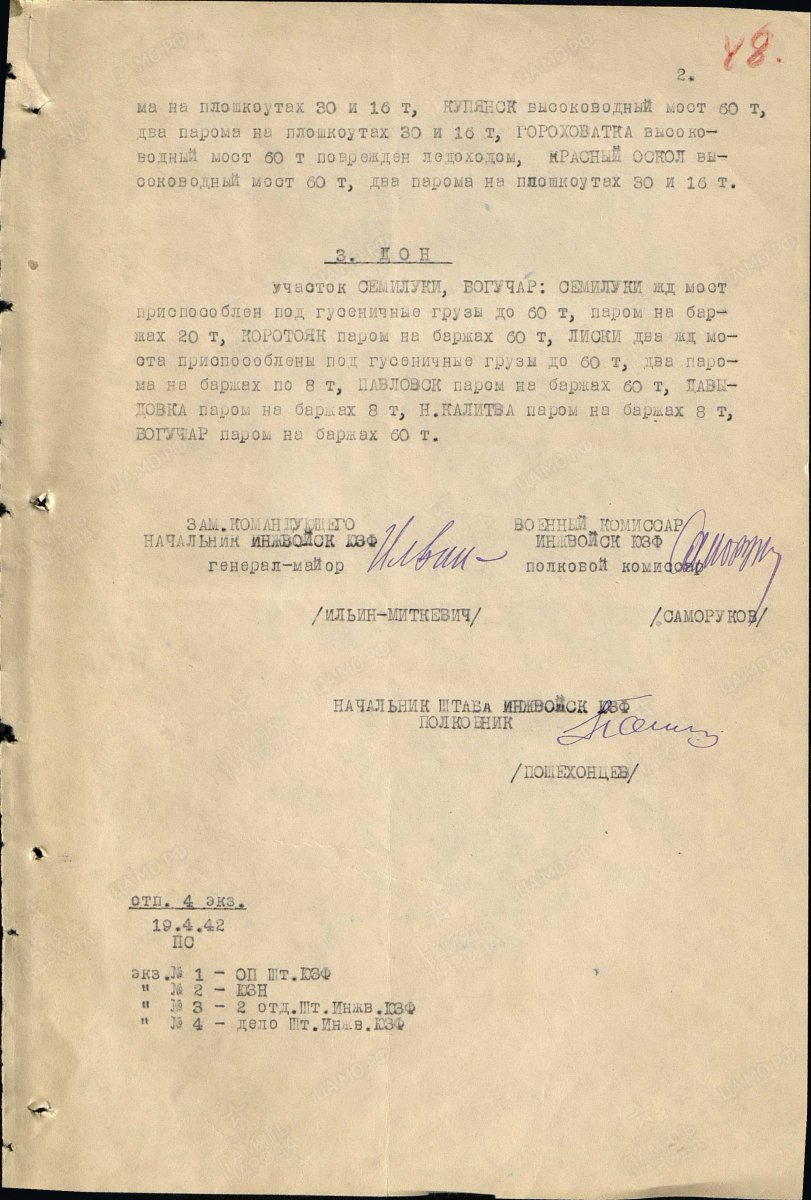 48.
2.
ма на плошкоутах 30 и 16 т, КУПЯНСК высоководный мост 60 т,
два парома на плошкоутах 30 и 16 т, ГОРОХОВАТКА высоко-
водный мост 60 т поврежден ледоходом, КРАСНЫЙ ОСКОЛ вы-
соководный мост 60 т, два парома на плошкоутах 30 и 16 т.
3. ДОН
участок СЕМИЛУКИ, БОГУЧАР: СЕМИЛУКИ жд мост
приспособлен под гусеничные грузы до 60 т, паром на бар-
жах 20 т, КОРОТОЯК паром на баржах 60 т, ЛИСКИ два жд мо-
ста приспособлены под гусеничные грузы до 60 т, два паро-
ма на баржах по 8 т, ПАВЛОВСК паром на баржах 60 т, ДАВЫ-
ДОВКА паром на баржах 8 т, Н.КАЛИТВА паром на баржах 8 т,
БОГУЧАР паром на баржах 60 т.
ЗАМ.КОМАНДУЮЩЕГО
НАЧАЛЬНИК ИНЖВОЙСК ЮЗФ
генерал-майор
/ИЛЬИН-МИТКЕВИЧ/
ВОЕННЫЙ КОМИССАР
ИНЖВОЙСК ЮЗФ
полковой комиссар
/САМОРУКОВ/
НАЧАЛЬНИК ШТАБА ИНЖВОЙСК ЮЗФ
ПОЛКОВНИК
/ПОШЕХОНЦЕВ/
отп. 4 экз.
19.4.42
ПС
экз.№ 1 - ОП Шт.ЮЗФ
" № 2 - ЮЗН
" № 3 - 2 отд.Шт.Инжв.ЮЗФ
" № 4 - дело Шт.Инжв.ЮЗФ